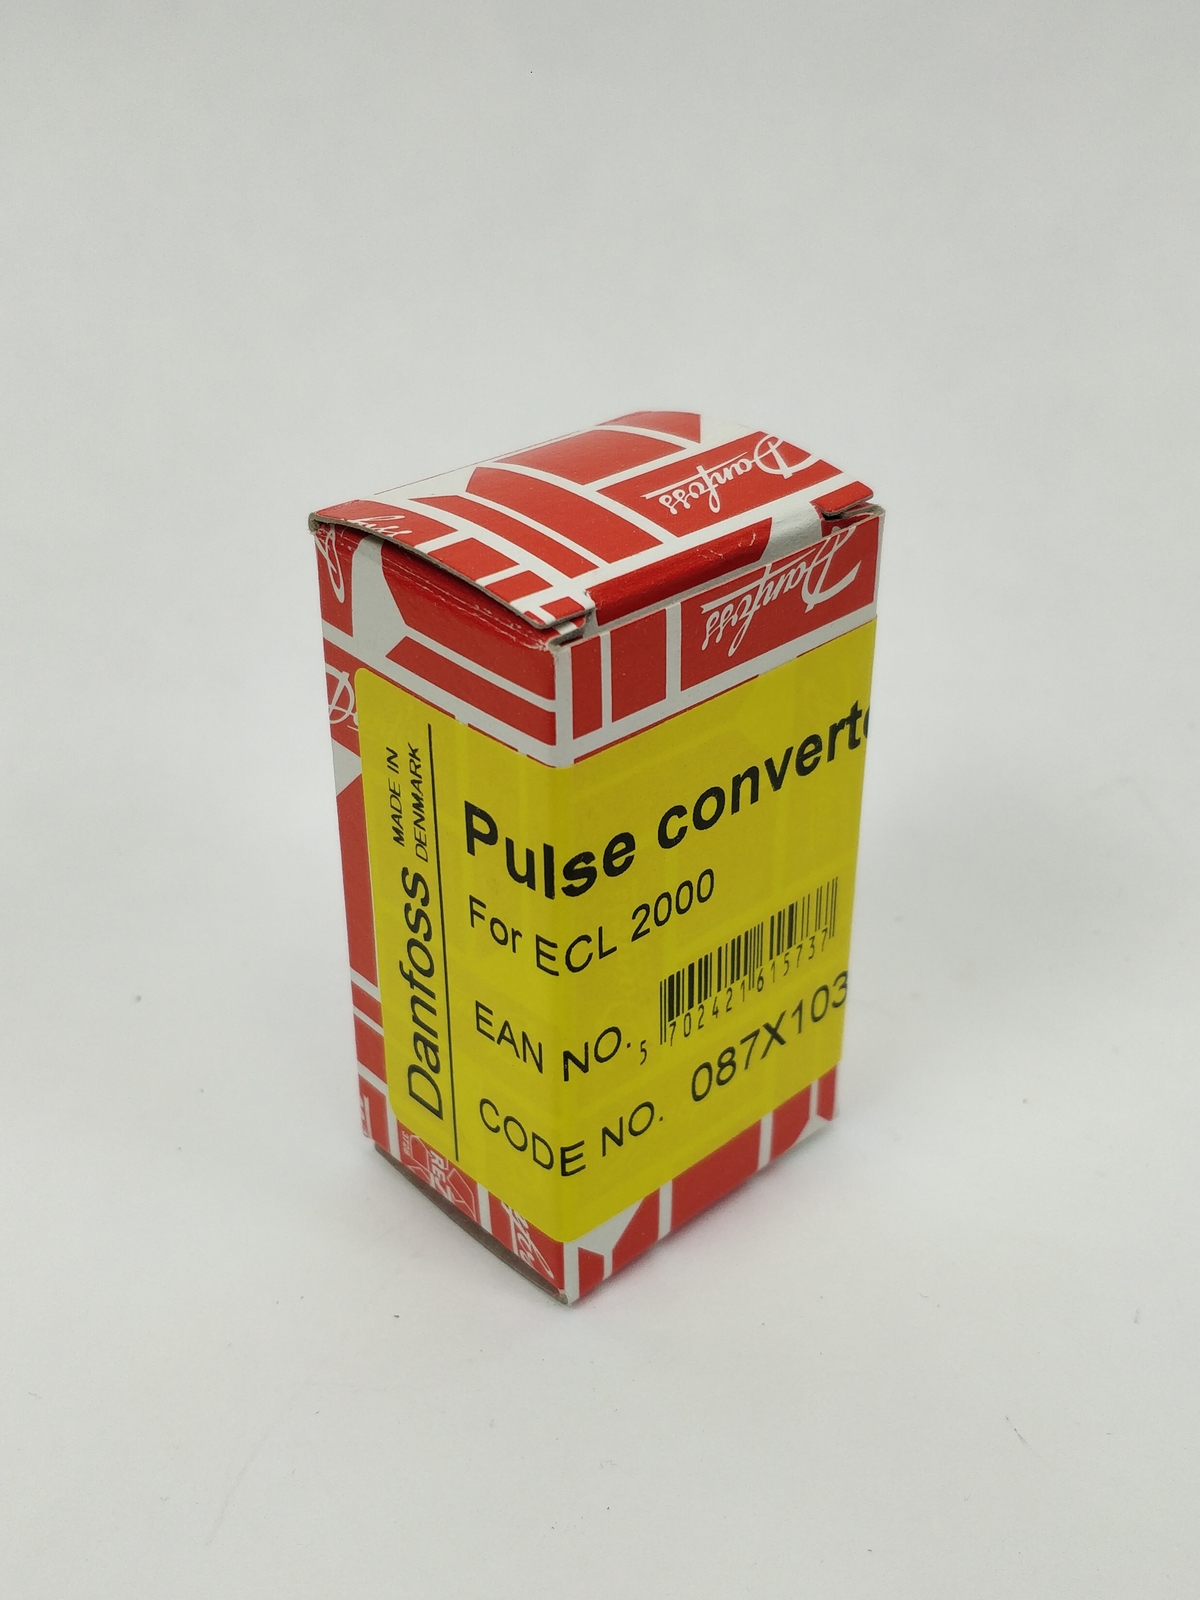 Danfoss
Danfoss
Danfoss
MADE IN
DENMARK
Pulse converte
For ECL 2000
EAN NO.
5 702421 615737
CODE NO. 087X103